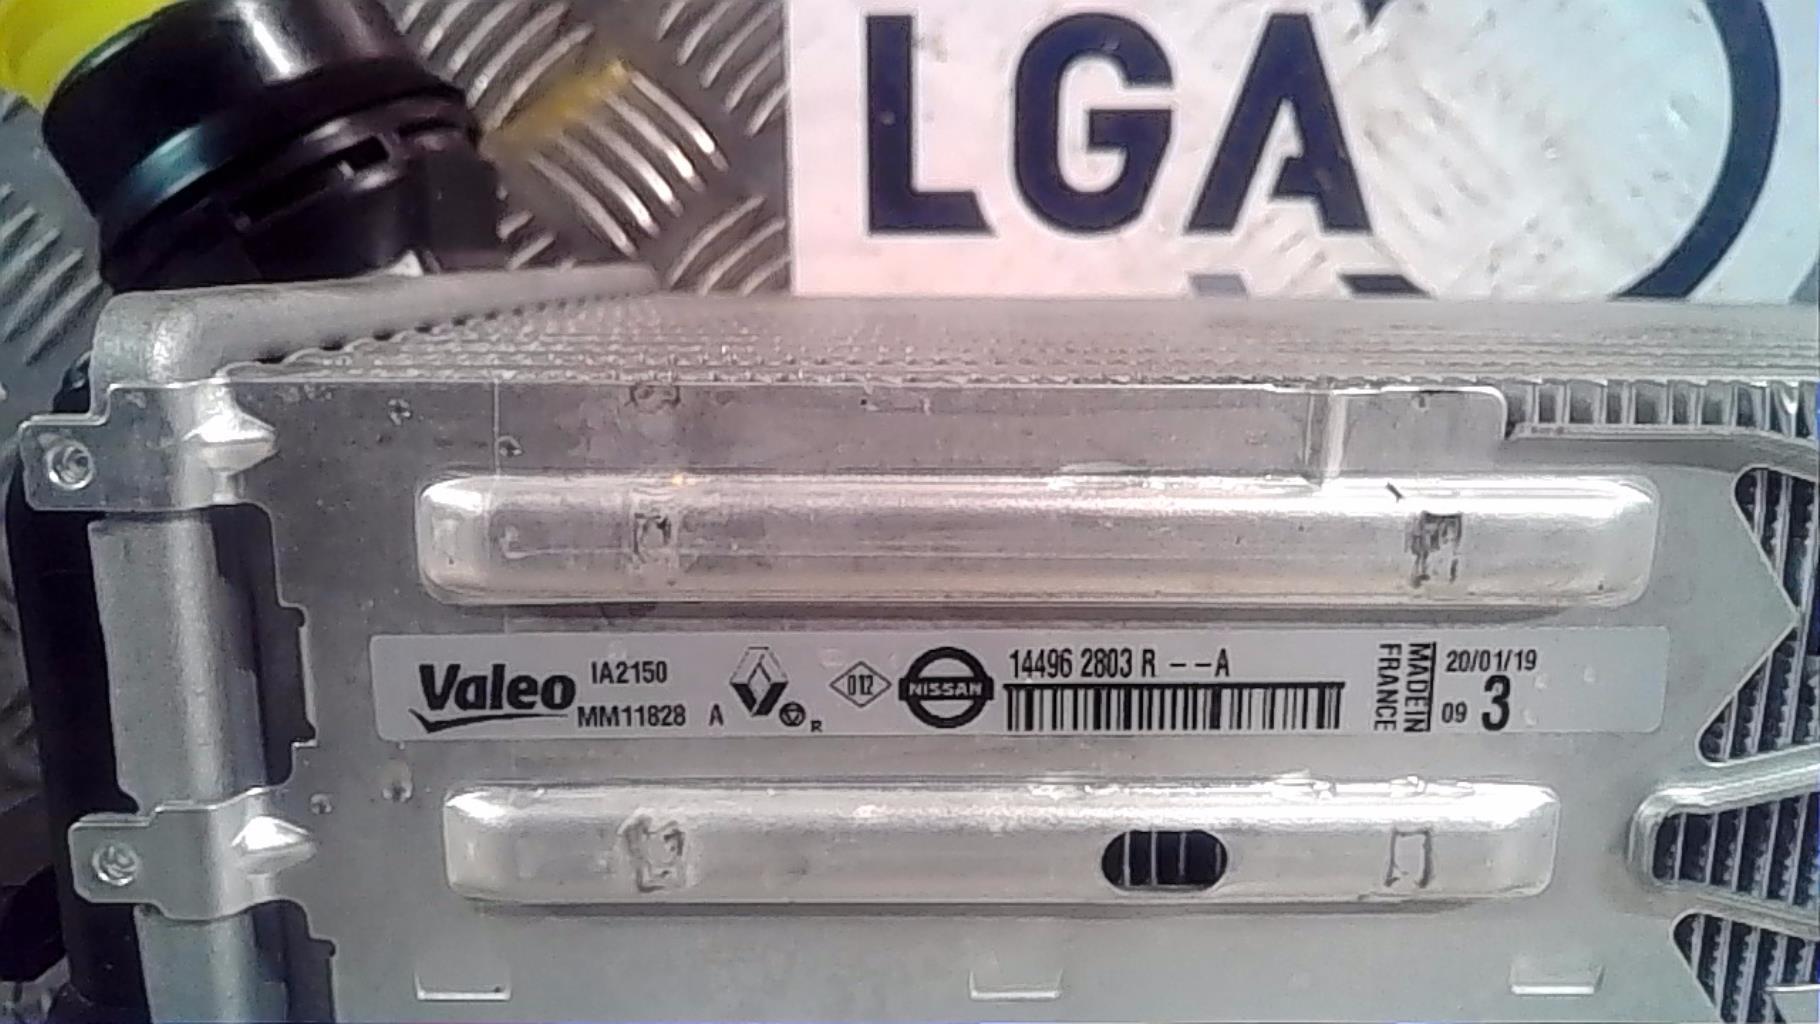 LGA
Valeo
IA2150
MM11828 A
R
012
NISSAN
14496 2803 R --A
MADE IN
FRANCE
20/01/19
09 3